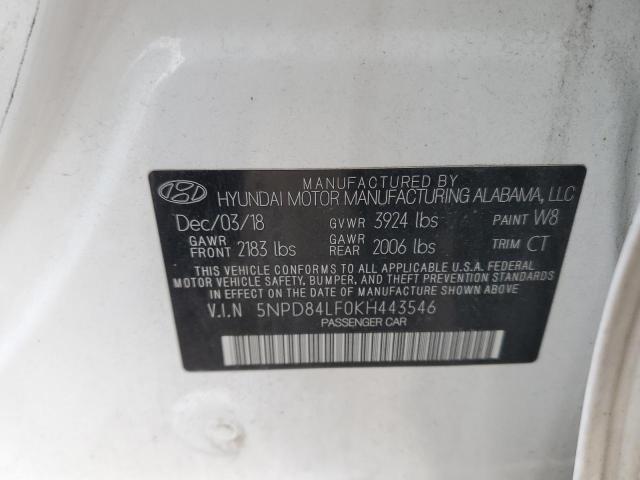 MANUFACTURED BY
HYUNDAI MOTOR MANUFACTURING ALABAMA, LLC
Dec/03/18 GVWR 3924 lbs PAINT W8
GAWR FRONT 2183 lbs GAWR REAR 2006 lbs TRIM CT
THIS VEHICLE CONFORMS TO ALL APPLICABLE U.S.A. FEDERAL
MOTOR VEHICLE SAFETY, BUMPER, AND THEFT PREVENTION STANDARDS
IN EFFECT ON THE DATE OF MANUFACTURE SHOWN ABOVE.
V.I.N 5NPD84LF0KH443546
PASSENGER CAR